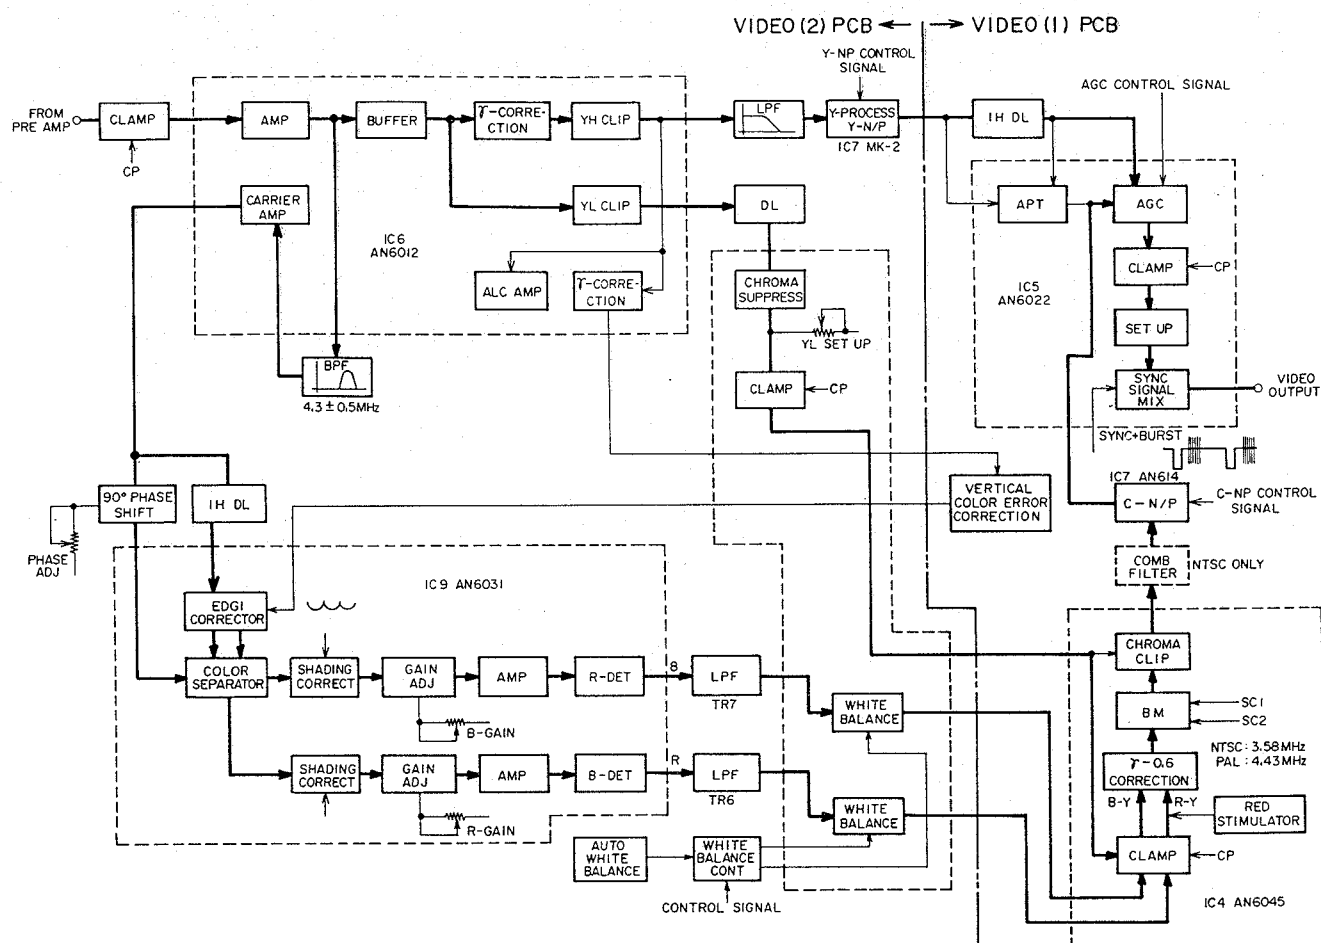 VIDEO (2) PCB
VIDEO (1) PCB
Y-NP CONTROL
SIGNAL
AGC CONTROL SIGNAL
FROM
PRE AMP
CLAMP
CP
AMP
BUFFER
γ-CORRE-
CTION
YH CLIP
LPF
Y-PROCESS
Y-N/P
IC7 MK-2
1H DL
CARRIER
AMP
IC6
AN6012
YL CLIP
DL
APT
AGC
ALC AMP
γ-CORRE-
CTION
CHROMA
SUPPRESS
YL SET UP
IC5
AN6022
CLAMP
CP
SET UP
BPF
4.3 ± 0.5MHz
CLAMP
CP
SYNC
SIGNAL
MIX
VIDEO
OUTPUT
SYNC+BURST
IC7 AN614
90° PHASE
SHIFT
1H DL
PHASE
ADJ
VERTICAL
COLOR ERROR
CORRECTION
C-N/P
C-NP CONTROL
SIGNAL
COMB
FILTER
NTSC ONLY
IC9 AN6031
EDGI
CORRECTOR
COLOR
SEPARATOR
SHADING
CORRECT
GAIN
ADJ
AMP
R-DET
B
LPF
TR7
B-GAIN
WHITE
BALANCE
CHROMA
CLIP
BM
SC1
SC2
NTSC: 3.58MHz
PAL: 4.43MHz
SHADING
CORRECT
GAIN
ADJ
AMP
B-DET
R
LPF
TR6
R-GAIN
WHITE
BALANCE
γ-0.6
CORRECTION
B-Y
R-Y
RED
STIMULATOR
AUTO
WHITE
BALANCE
WHITE
BALANCE
CONT
CONTROL SIGNAL
CLAMP
CP
IC4 AN6045